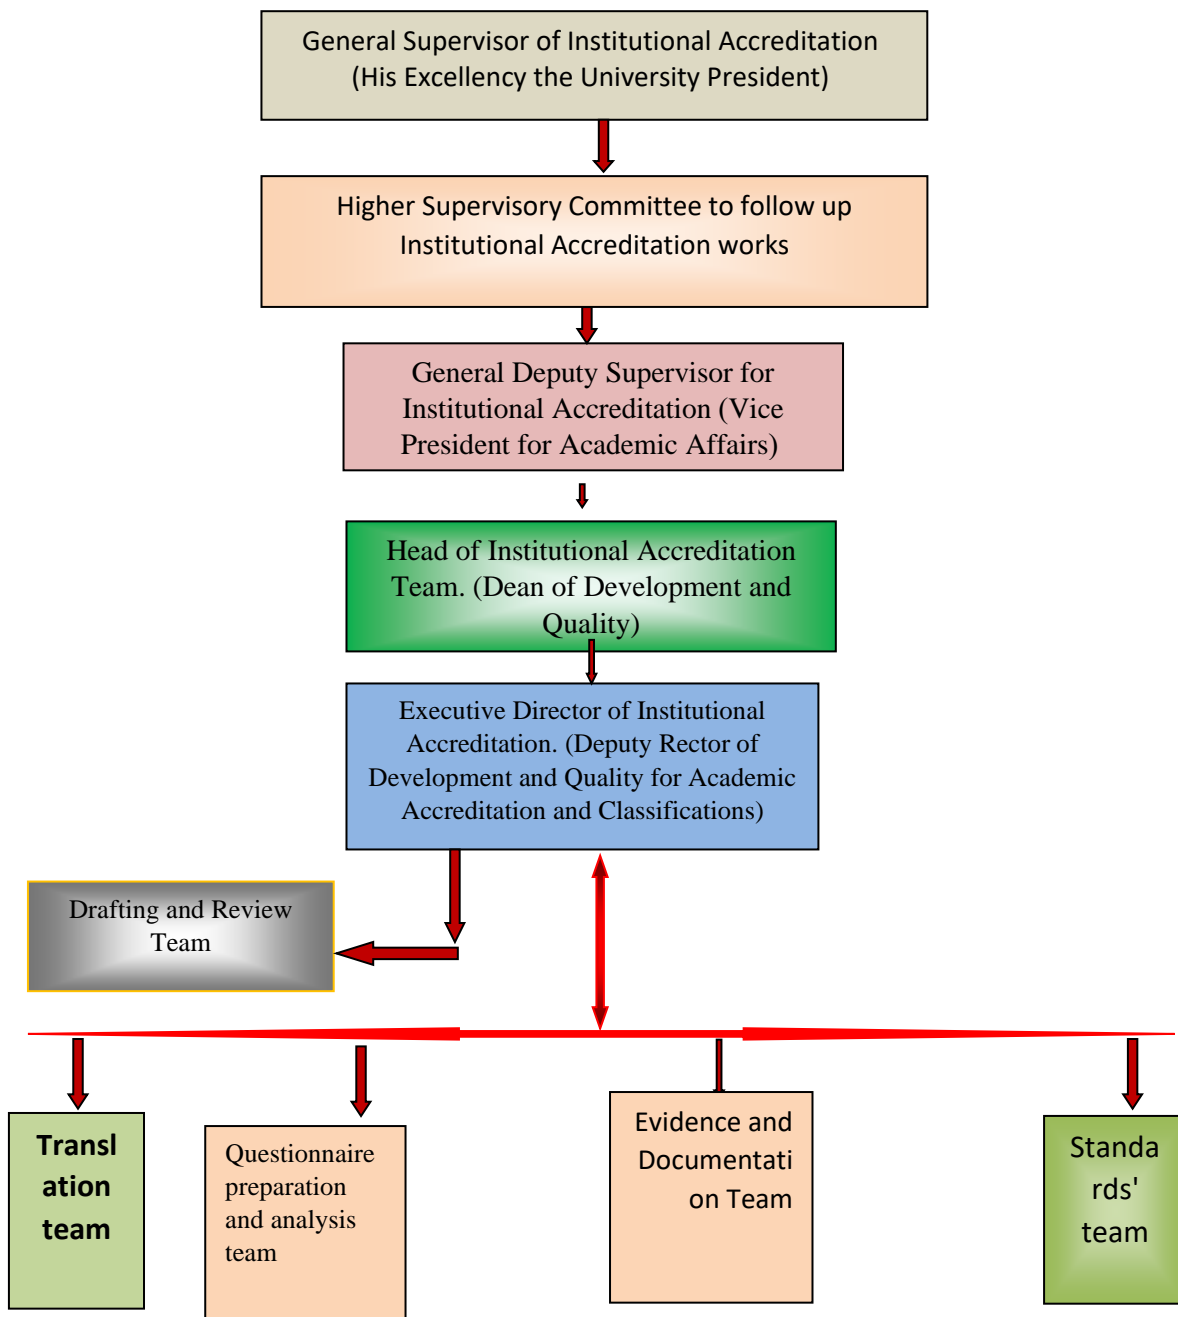 General Supervisor of Institutional Accreditation
(His Excellency the University President)
Higher Supervisory Committee to follow up
Institutional Accreditation works
General Deputy Supervisor for
Institutional Accreditation (Vice
President for Academic Affairs)
Head of Institutional Accreditation
Team. (Dean of Development and
Quality)
Executive Director of Institutional
Accreditation. (Deputy Rector of
Development and Quality for Academic
Accreditation and Classifications)
Drafting and Review
Team
Transl
ation
team
Questionnaire
preparation
and analysis
team
Evidence and
Documentati
on Team
Standa
rds'
team